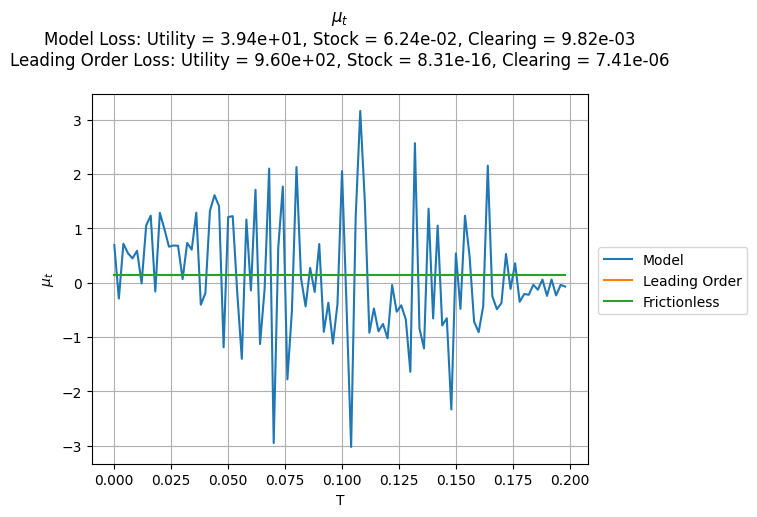 μt
Model Loss: Utility = 3.94e+01, Stock = 6.24e-02, Clearing = 9.82e-03
Leading Order Loss: Utility = 9.60e+02, Stock = 8.31e-16, Clearing = 7.41e-06
3
2
1
0
−1
−2
−3
μt
0.000 0.025 0.050 0.075 0.100 0.125 0.150 0.175 0.200
T
Model
Leading Order
Frictionless